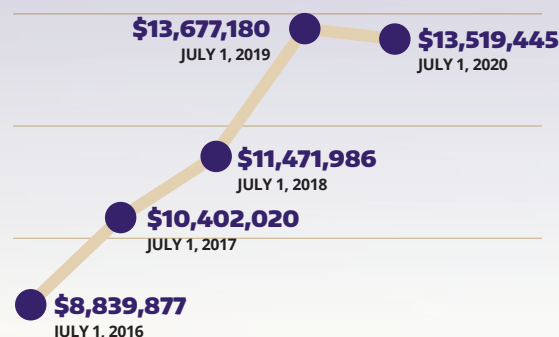 $13,677,180
JULY 1, 2019
$13,519,445
JULY 1, 2020
$11,471,986
JULY 1, 2018
$10,402,020
JULY 1, 2017
$8,839,877
JULY 1, 2016